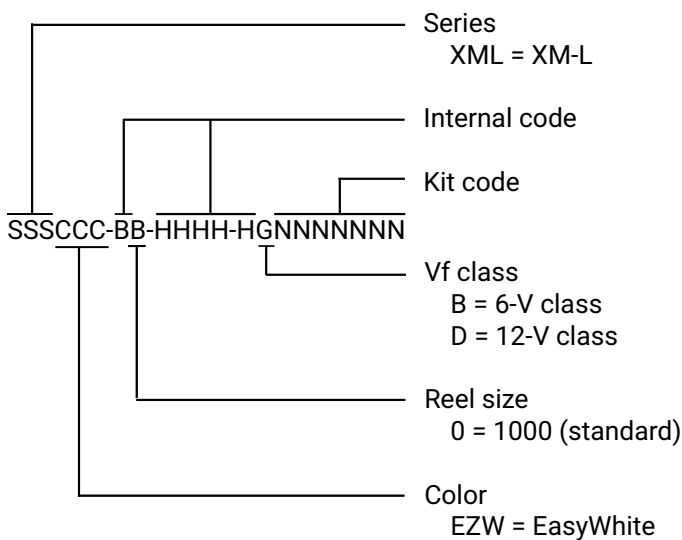 Series
XML = XM-L
Internal code
Kit code
SSSCCC-BB-HHHH-HGNNNNNNN
Vf class
B = 6-V class
D = 12-V class
Reel size
0 = 1000 (standard)
Color
EZW = EasyWhite